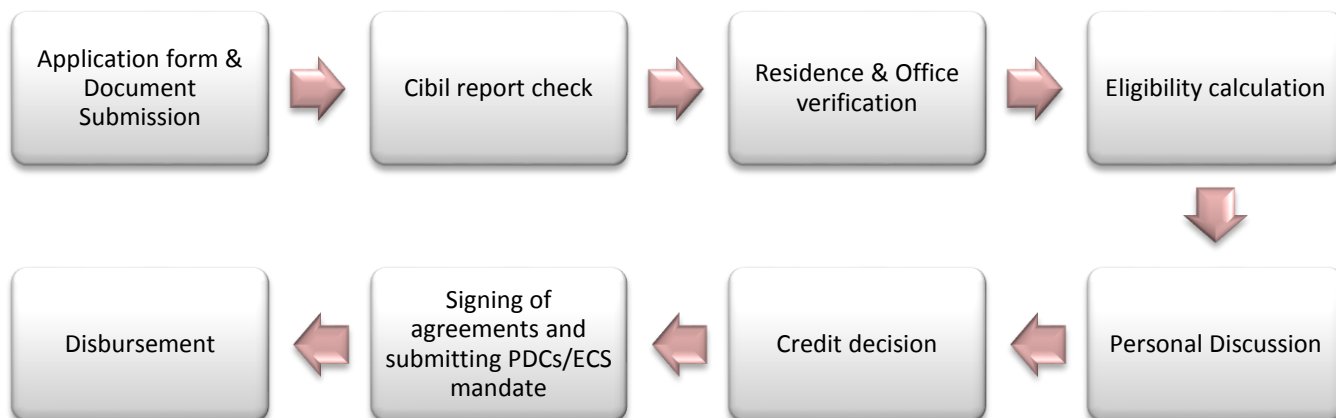 Application form &
Document
Submission
Cibil report check
Residence & Office
verification
Eligibility calculation
Personal Discussion
Credit decision
Signing of
agreements and
submitting PDCs/ECS
mandate
Disbursement